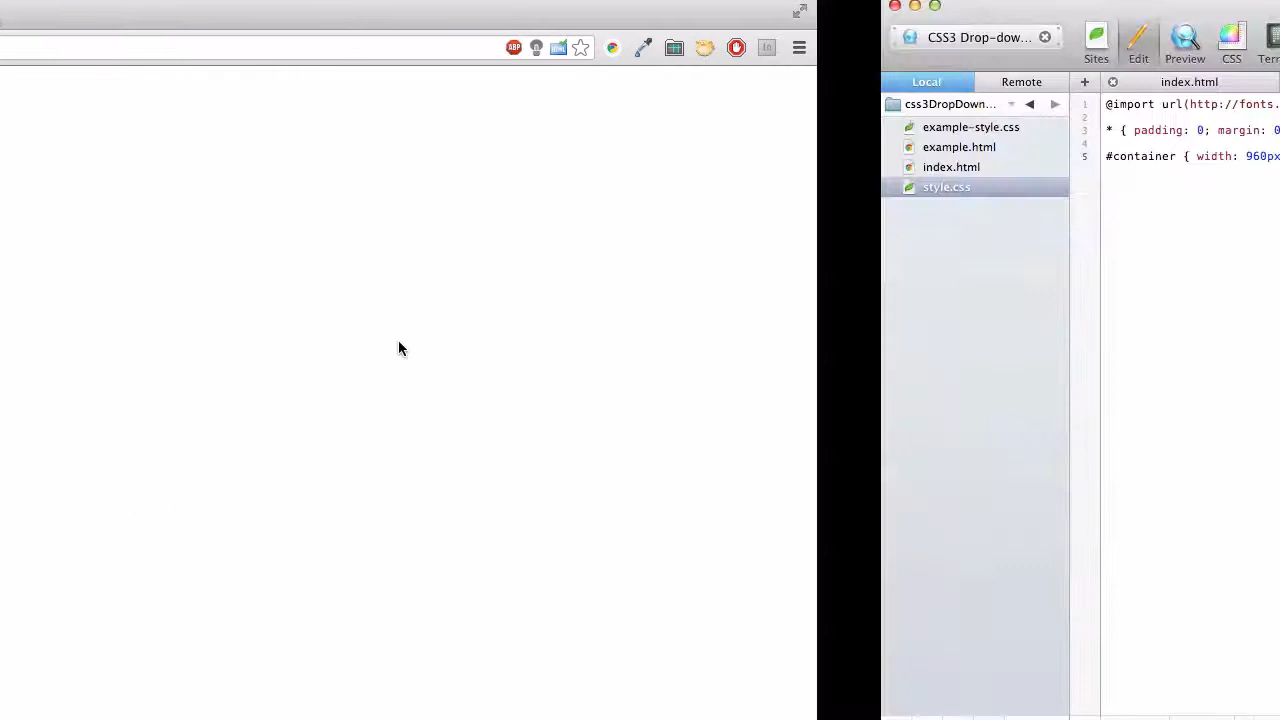 CSS3 Drop-dow...
Sites
Edit
Preview
CSS
ABP
Local
Remote
+
index.html
css3DropDown...
example-style.css
example.html
index.html
style.css
1 @import url(http://fonts.
2
3 * { padding: 0; margin: 0
4
5 #container { width: 960px